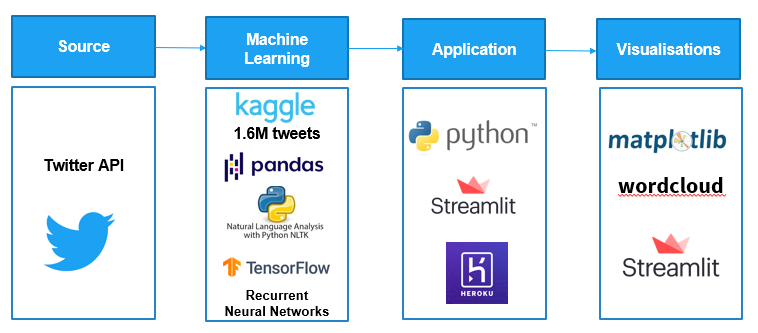 Source
Machine
Learning
Application
Visualisations
Twitter API
kaggle
1.6M tweets
pandas
Natural Language Analysis
with Python NLTK
TensorFlow
Recurrent
Neural Networks
python™
Streamlit
HEROKU
matplotlib
wordcloud
Streamlit